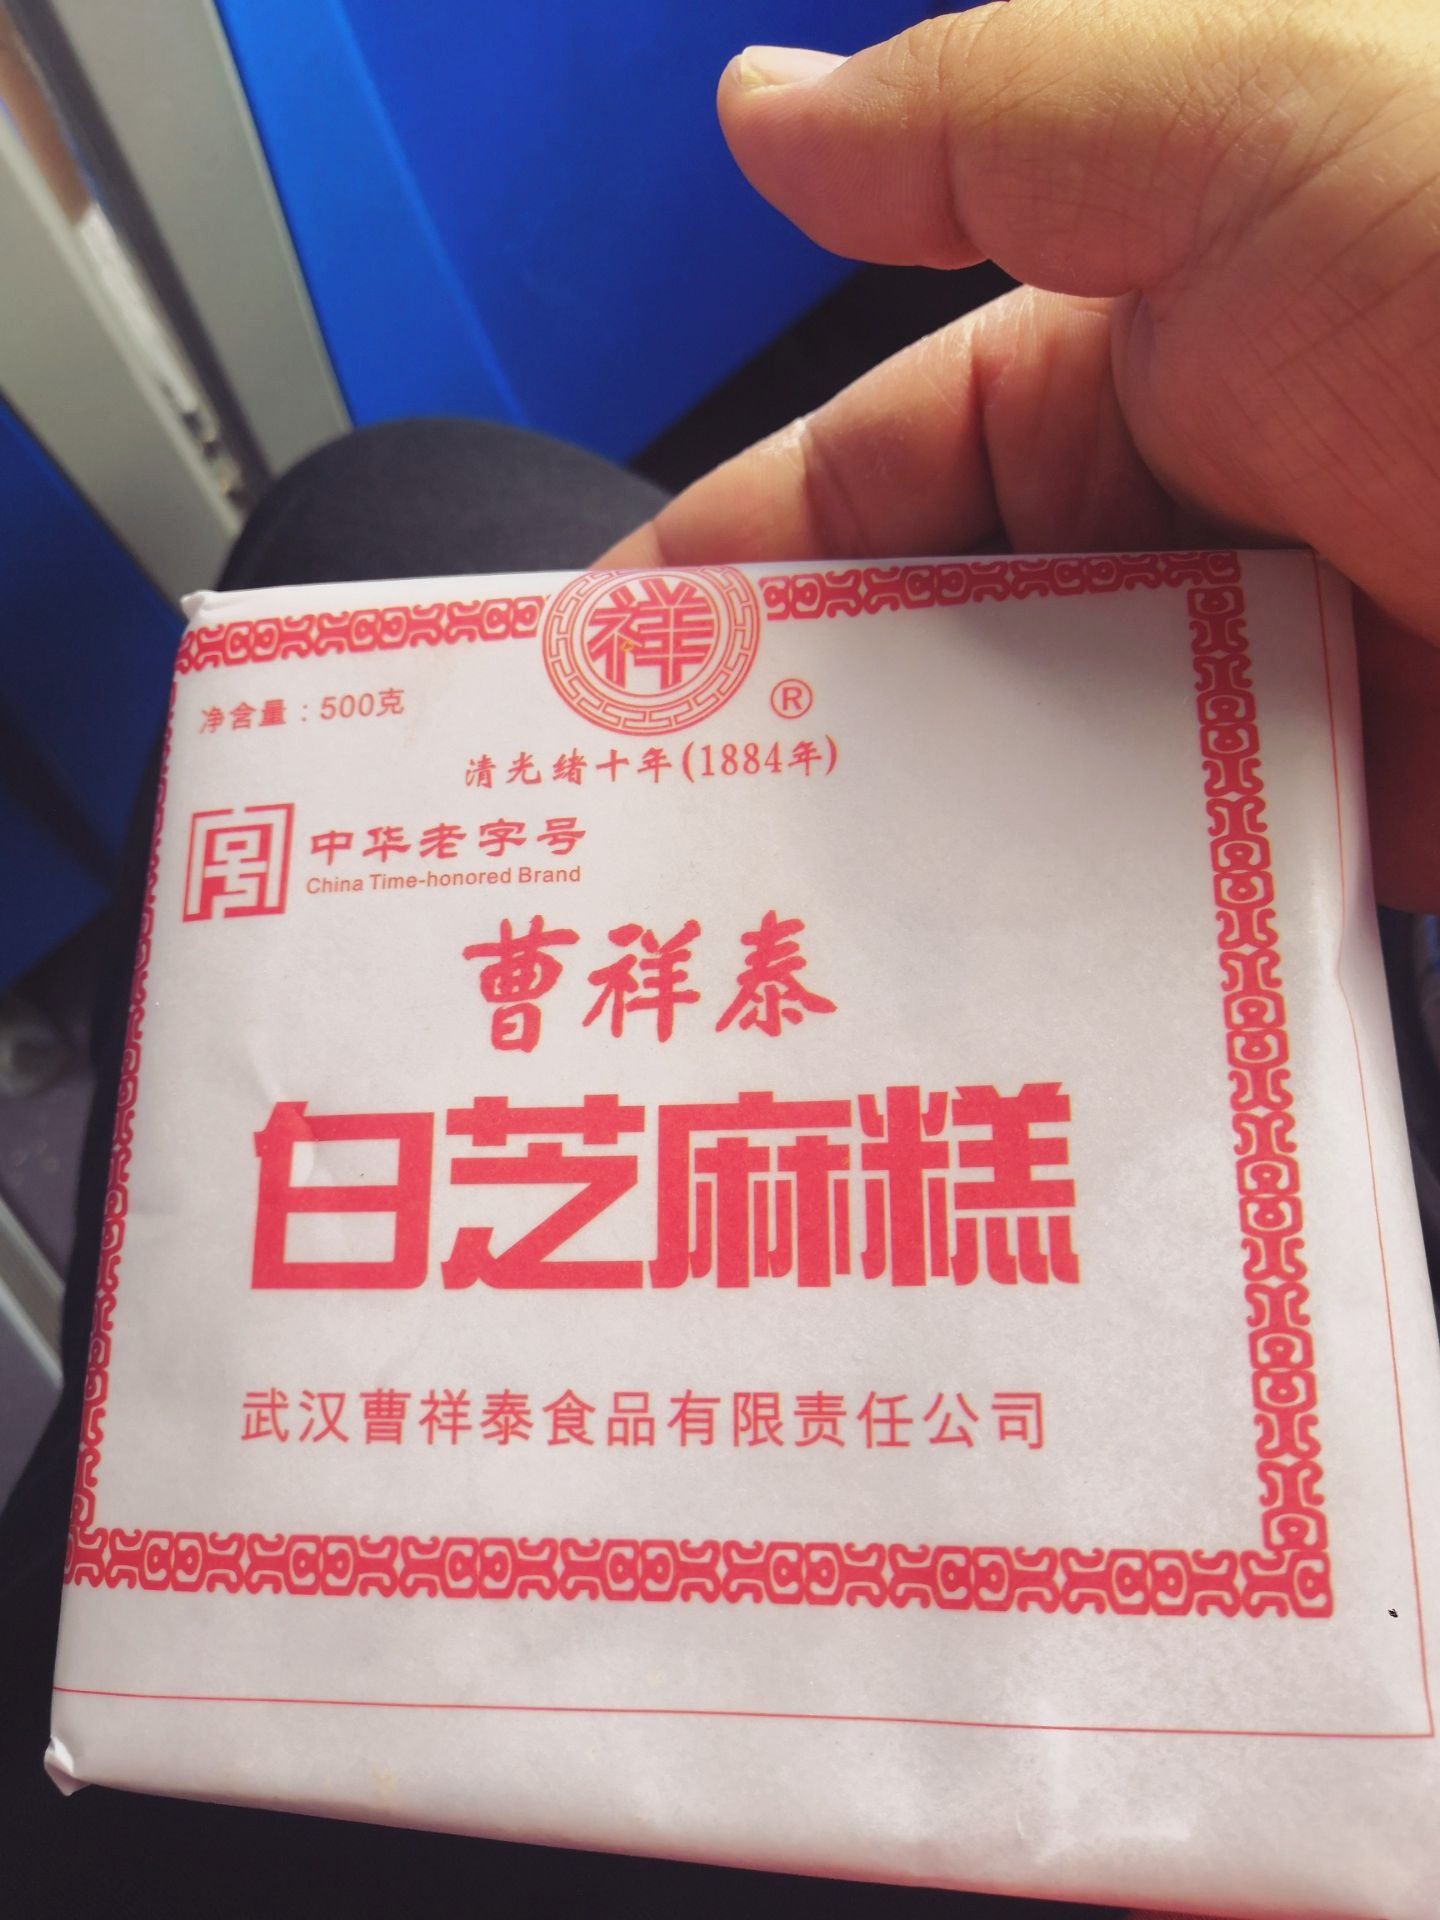 祥
®
净含量：500克
清光绪十年(1884年)
中华老字号
China Time-honored Brand
曹祥泰
白芝麻糕
武汉曹祥泰食品有限责任公司